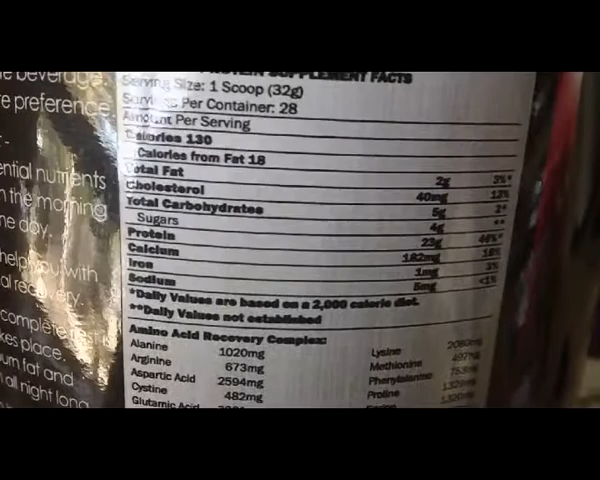 e beverage.
e preference.
ential nutrients
n the morning
me day.
help you with
al recovery.
complete
kes place.
um fat and
all night long
PROTEIN SUPPLEMENT FACTS
Serving Size: 1 Scoop (32g)
Servings Per Container: 28
Amount Per Serving
Calories 130
Calories from Fat 18
Total Fat 2g 3%*
Cholesterol 40mg 13%
Total Carbohydrates 5g 2*
Sugars 4g **
Protein 23g 46%*
Calcium 182mg 18%
Iron 1mg 3%
Sodium 5mg <1%
*Daily Values are based on a 2,000 calorie diet.
**Daily Values not established
Amino Acid Recovery Complex:
Alanine 1020mg Lysine 2080mg
Arginine 673mg Methionine 497mg
Aspartic Acid 2594mg Phenylalanine 753mg
Cystine 482mg Proline 1329mg
Glutamic Acid 1320mg